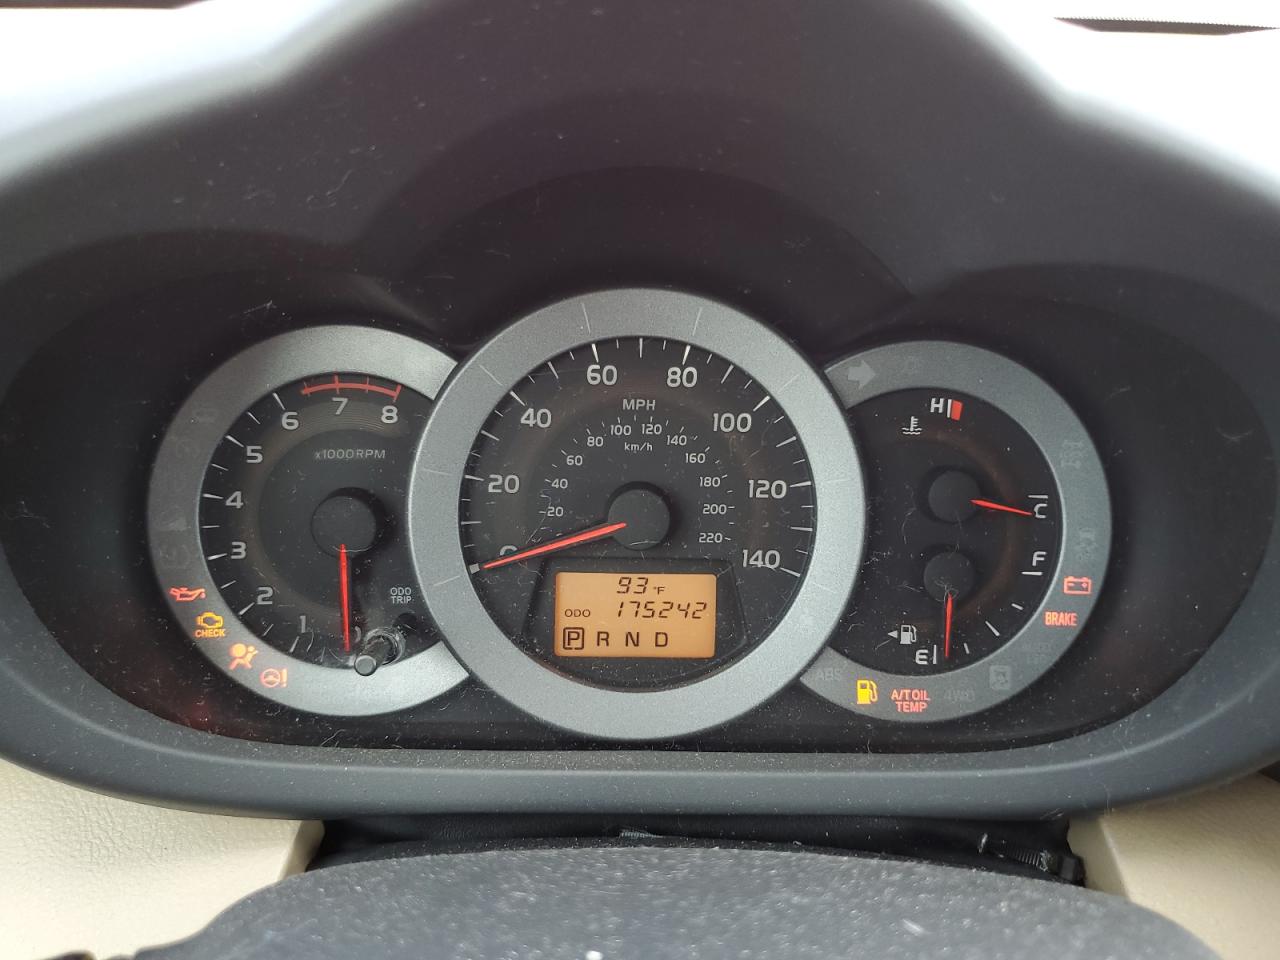 8
7
6
5
4
3
2
1
0
x1000RPM
ODO
TRIP
CHECK
MPH
0
20
40
60
80
100
120
140
km/h
20
40
60
80
100
120
140
160
180
200
220
93°F
ODO 175242
P R N D
H
C
F
E
BRAKE
ABS
A/T OIL
TEMP
4WD